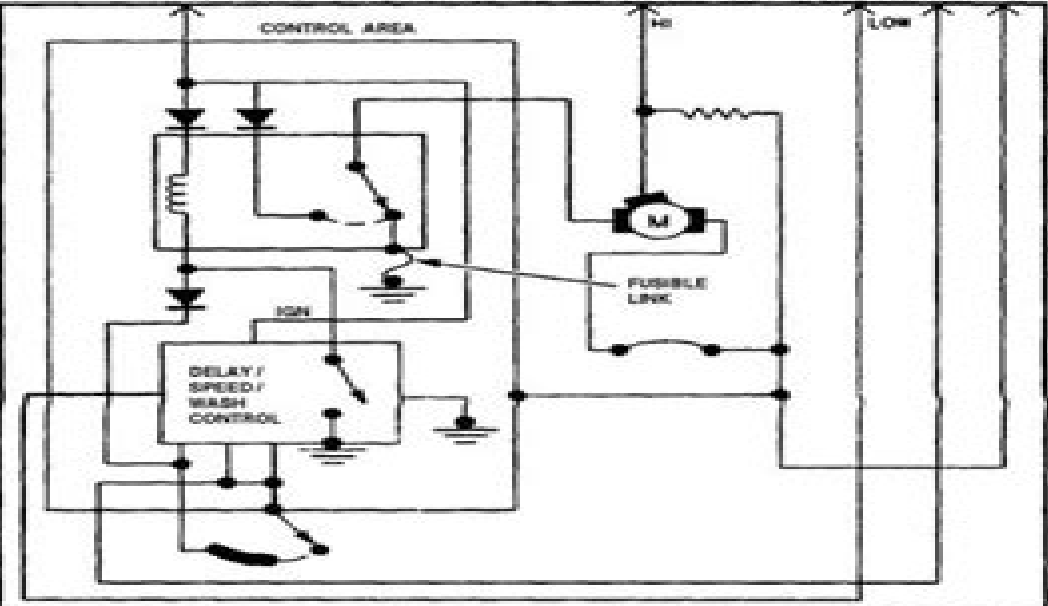 CONTROL AREA
HI
LOW
M
FUSIBLE
LINK
IGN
DELAY/
SPEED/
WASH
CONTROL